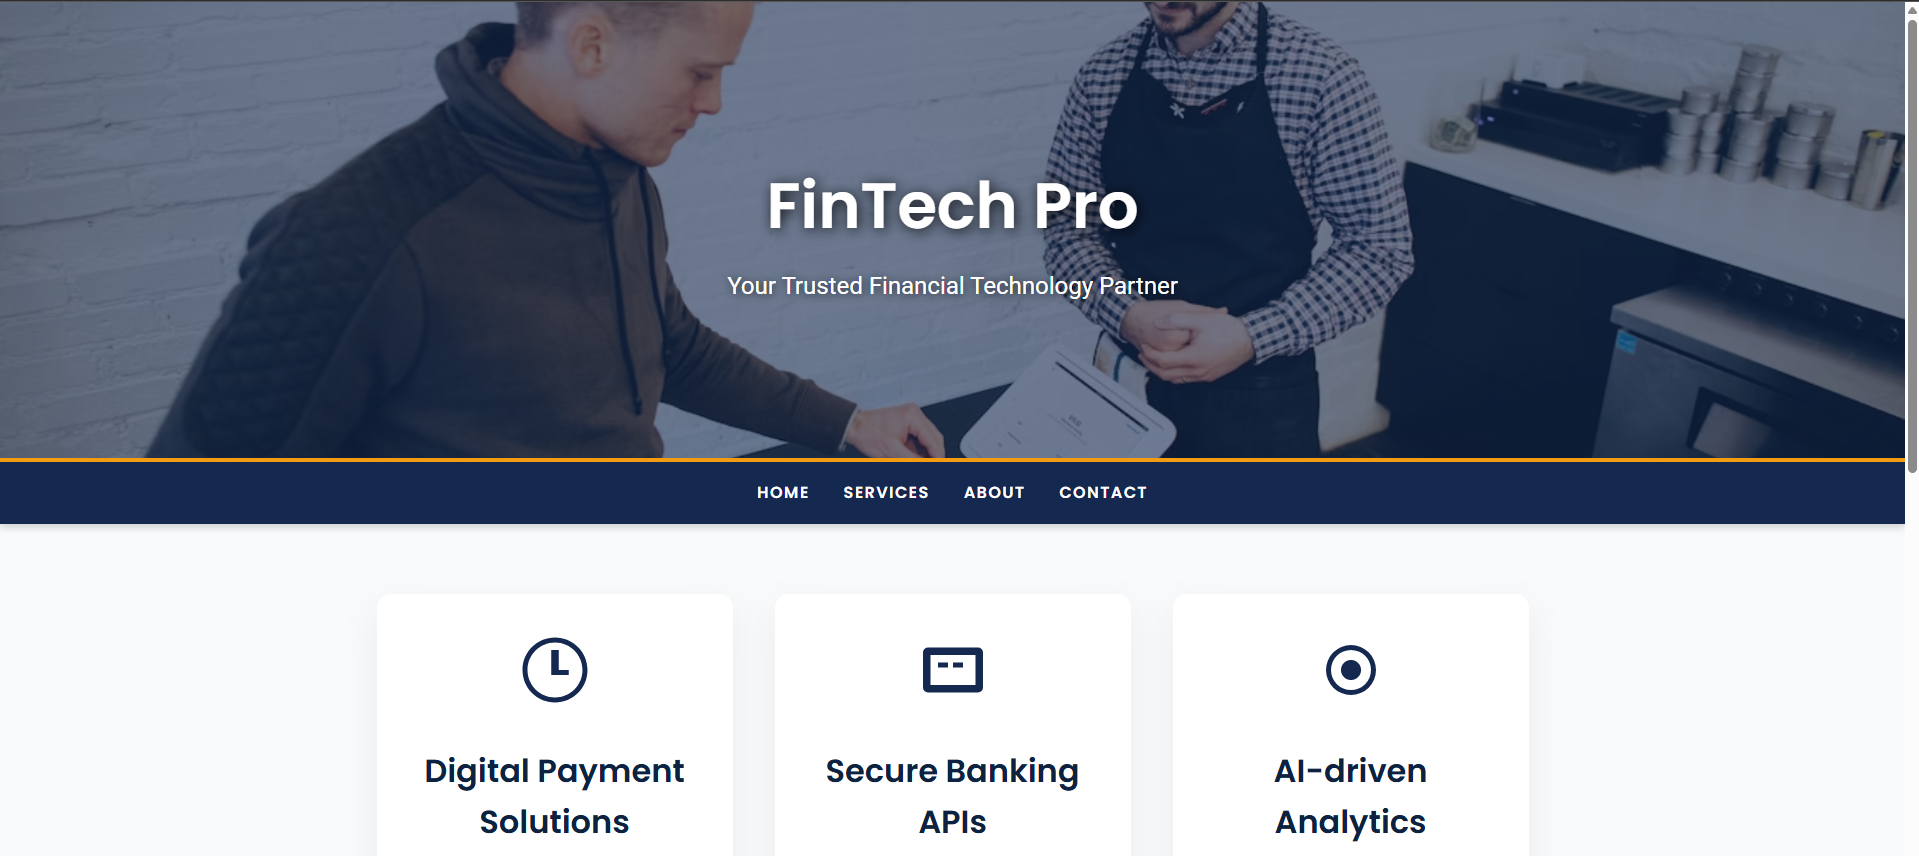 FinTech Pro
Your Trusted Financial Technology Partner
HOME SERVICES ABOUT CONTACT
Digital Payment
Solutions
Secure Banking
APIs
AI-driven
Analytics